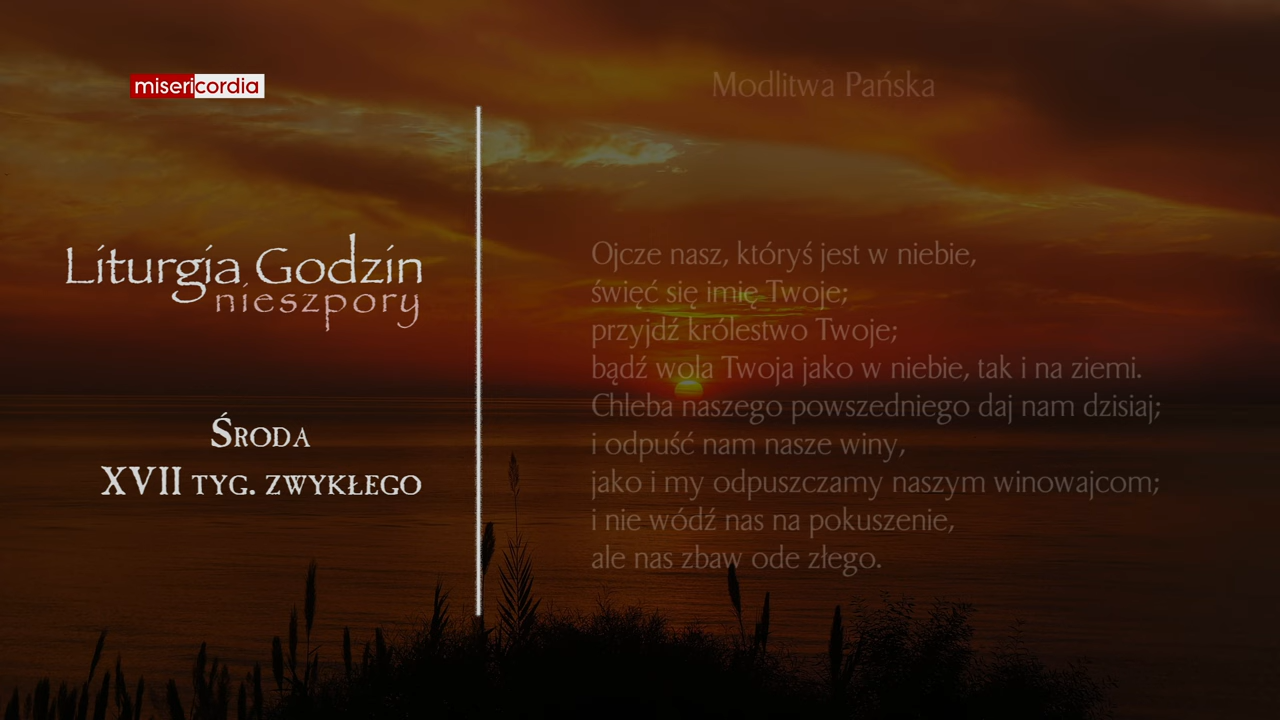 misericordia
Liturgia Godzin
nieszpory
Środa
XVII tyg. zwykłego
Modlitwa Pańska
Ojcze nasz, któryś jest w niebie,
święć się imię Twoje;
przyjdź królestwo Twoje;
bądź wola Twoja jako w niebie, tak i na ziemi.
Chleba naszego powszedniego daj nam dzisiaj;
i odpuść nam nasze winy,
jako i my odpuszczamy naszym winowajcom;
i nie wódź nas na pokuszenie,
ale nas zbaw ode złego.